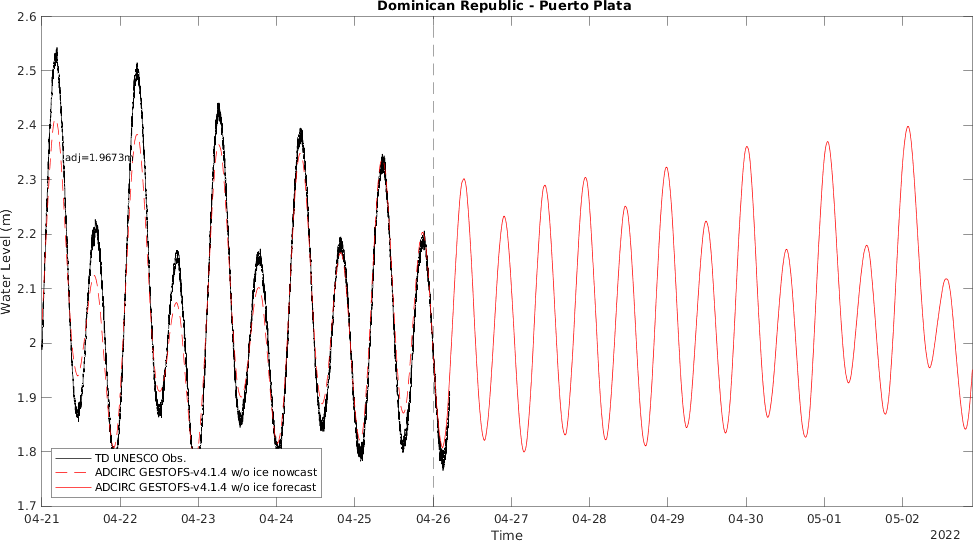 Dominican Republic - Puerto Plata
2.6
2.5
2.4
2.3
2.2
2.1
2
1.9
1.8
1.7
Water Level (m)
adj=1.9673m
TD UNESCO Obs.
ADCIRC GESTOFS-v4.1.4 w/o ice nowcast
ADCIRC GESTOFS-v4.1.4 w/o ice forecast
04-21 04-22 04-23 04-24 04-25 04-26 04-27 04-28 04-29 04-30 05-01 05-02
Time
2022